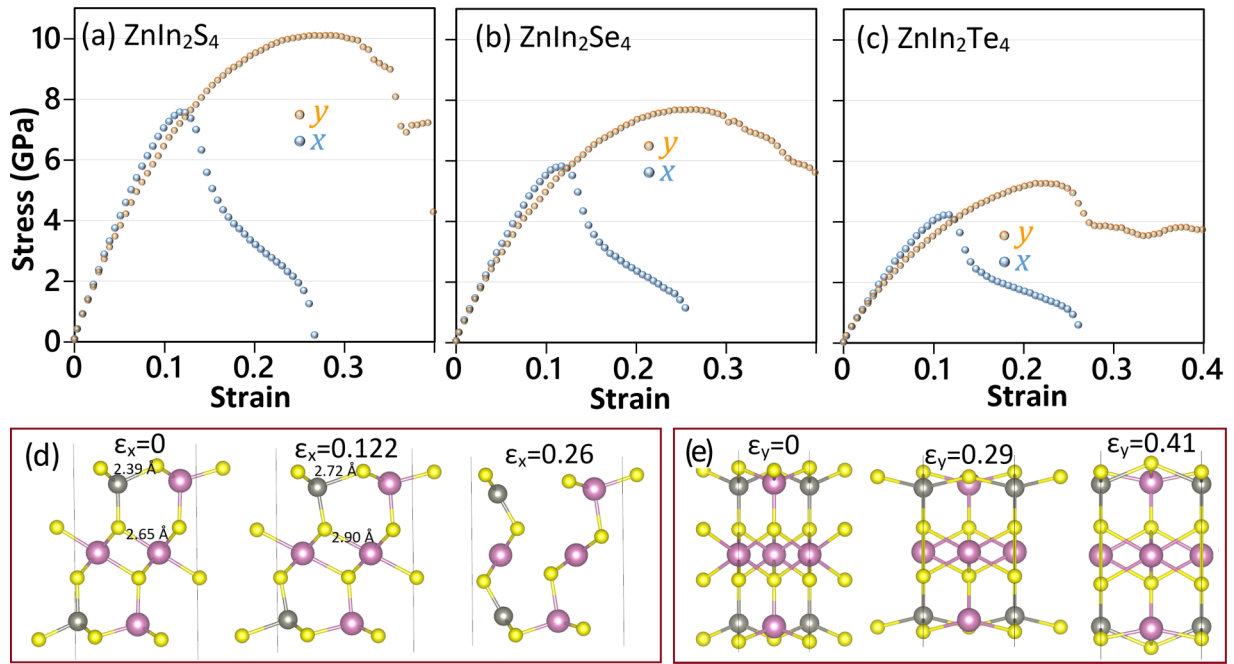 (a) ZnIn₂S₄
(b) ZnIn₂Se₄
(c) ZnIn₂Te₄
Stress (GPa)
10
8
6
4
2
0
y
x
y
x
y
x
0 0.1 0.2 0.3
0 0.1 0.2 0.3
0 0.1 0.2 0.3 0.4
Strain
Strain
Strain
(d)
εₓ=0
εₓ=0.122
εₓ=0.26
2.39 Å
2.72 Å
2.65 Å
2.90 Å
(e)
εᵧ=0
εᵧ=0.29
εᵧ=0.41